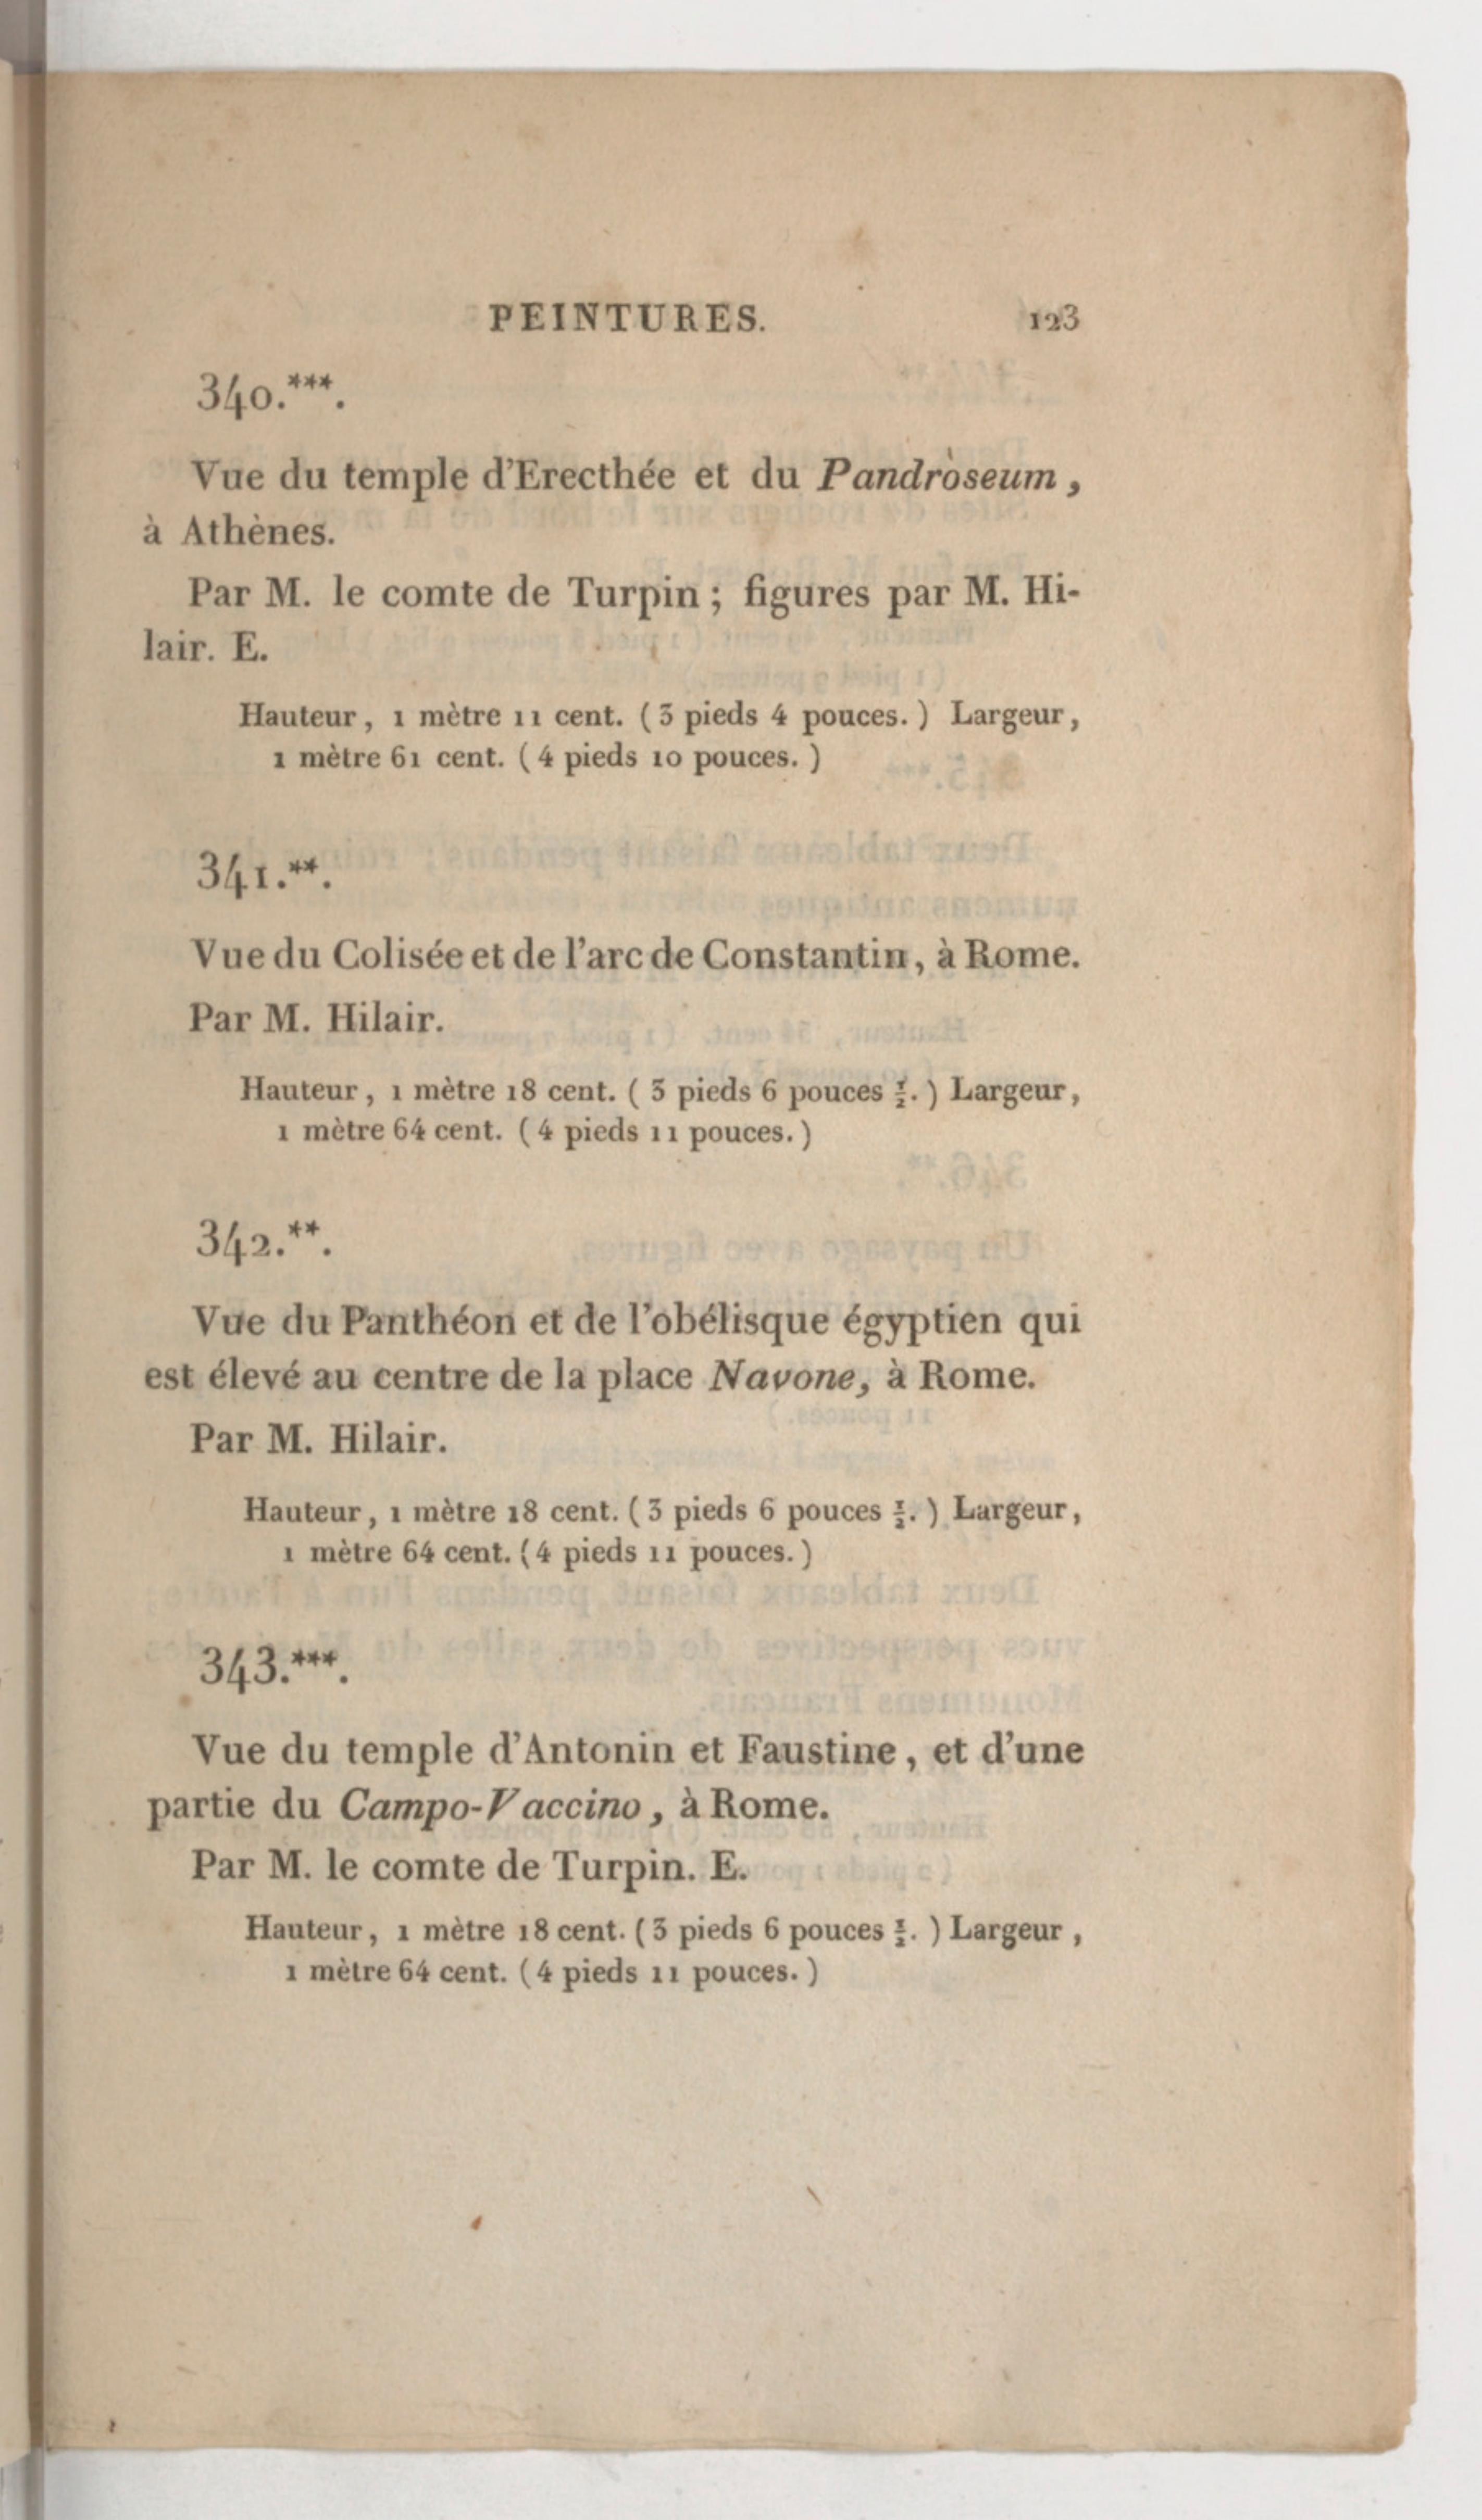 PEINTURES. 123
340.***.
Vue du temple d'Erecthée et du Pandròseum,
à Athènes.
Par M. le comte de Turpin; figures par M. Hi-
lair. E.
Hauteur, 1 mètre 11 cent. (3 pieds 4 pouces.) Largeur,
1 mètre 61 cent. (4 pieds 10 pouces.)
341.**.
Vue du Colisée et de l'arc de Constantin, à Rome.
Par M. Hilair.
Hauteur, 1 mètre 18 cent. (3 pieds 6 pouces ½.) Largeur,
1 mètre 64 cent. (4 pieds 11 pouces.)
342.**.
Vue du Panthéon et de l'obélisque égyptien qui
est élevé au centre de la place Navone, à Rome.
Par M. Hilair.
Hauteur, 1 mètre 18 cent. (3 pieds 6 pouces ½.) Largeur,
1 mètre 64 cent. (4 pieds 11 pouces.)
343.***.
Vue du temple d'Antonin et Faustine, et d'une
partie du Campo-Vaccino, à Rome.
Par M. le comte de Turpin. E.
Hauteur, 1 mètre 18 cent. (3 pieds 6 pouces ½.) Largeur,
1 mètre 64 cent. (4 pieds 11 pouces.)